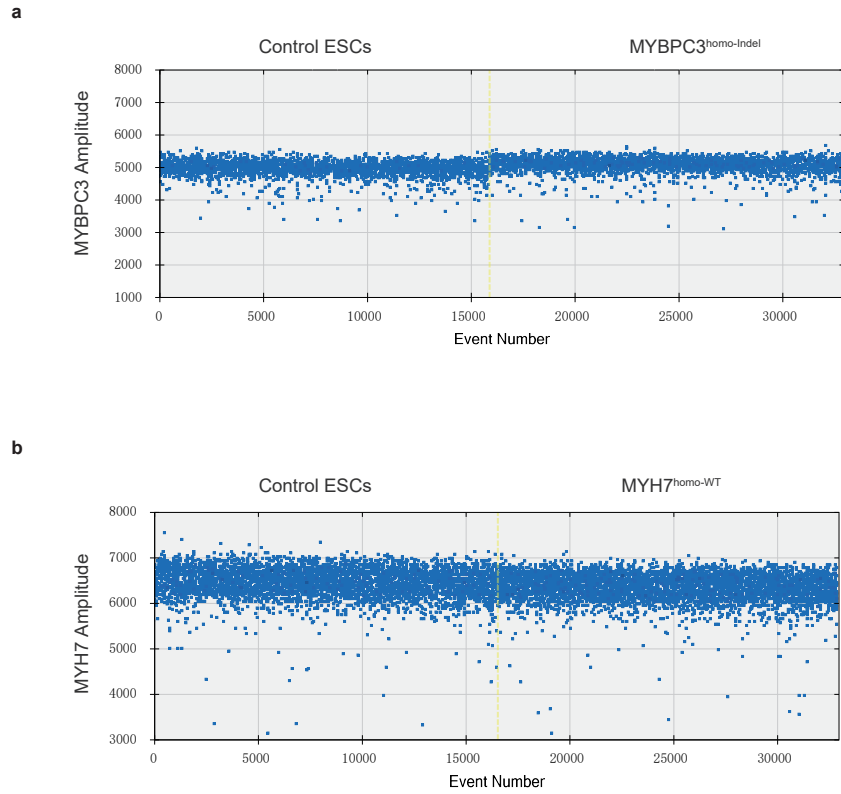 a
Control ESCs MYBPC3homo-Indel
MYBPC3 Amplitude
8000
7000
6000
5000
4000
3000
2000
1000
0 5000 10000 15000 20000 25000 30000
Event Number
b
Control ESCs MYH7homo-WT
MYH7 Amplitude
8000
7000
6000
5000
4000
3000
0 5000 10000 15000 20000 25000 30000
Event Number